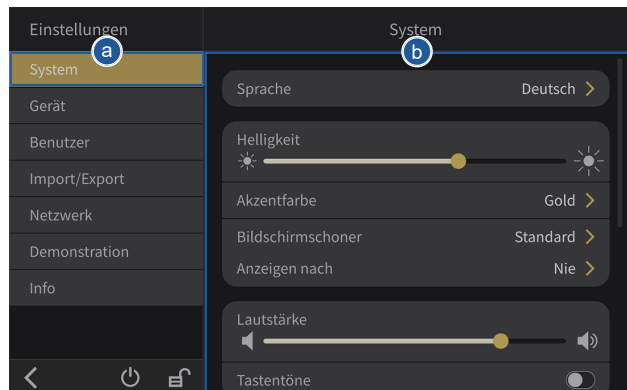 Einstellungen
a
System
Gerät
Benutzer
Import/Export
Netzwerk
Demonstration
Info
System
b
Sprache Deutsch
Helligkeit
Akzentfarbe Gold
Bildschirmschoner Standard
Anzeigen nach Nie
Lautstärke
Tastentöne